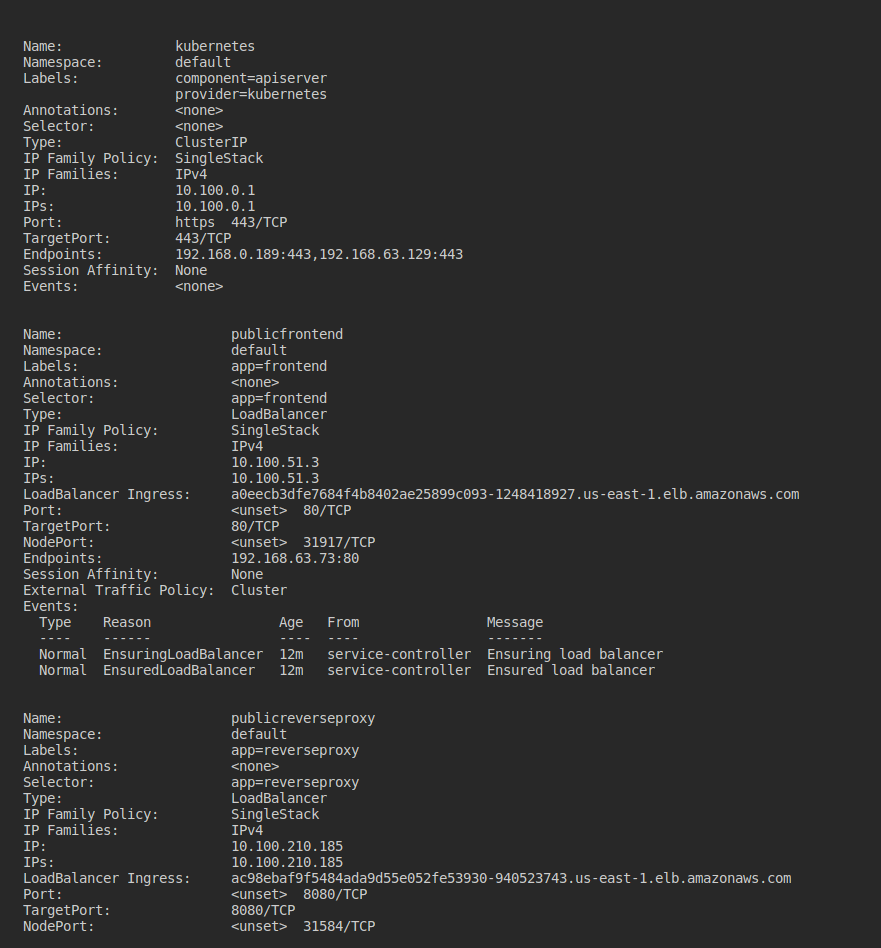 Name:              kubernetes
Namespace:         default
Labels:            component=apiserver
                   provider=kubernetes
Annotations:       <none>
Selector:          <none>
Type:              ClusterIP
IP Family Policy:  SingleStack
IP Families:       IPv4
IP:                10.100.0.1
IPs:               10.100.0.1
Port:              https  443/TCP
TargetPort:        443/TCP
Endpoints:         192.168.0.189:443,192.168.63.129:443
Session Affinity:  None
Events:            <none>
Name:                     publicfrontend
Namespace:                default
Labels:                   app=frontend
Annotations:              <none>
Selector:                 app=frontend
Type:                     LoadBalancer
IP Family Policy:         SingleStack
IP Families:              IPv4
IP:                       10.100.51.3
IPs:                      10.100.51.3
LoadBalancer Ingress:     a0eecb3dfe7684f4b8402ae25899c093-1248418927.us-east-1.elb.amazonaws.com
Port:                     <unset>  80/TCP
TargetPort:               80/TCP
NodePort:                 <unset>  31917/TCP
Endpoints:                192.168.63.73:80
Session Affinity:         None
External Traffic Policy:  Cluster
Events:
  Type    Reason                Age   From                Message
  ----    ------                ----  ----                -------
  Normal  EnsuringLoadBalancer  12m   service-controller  Ensuring load balancer
  Normal  EnsuredLoadBalancer   12m   service-controller  Ensured load balancer
Name:                     publicreverseproxy
Namespace:                default
Labels:                   app=reverseproxy
Annotations:              <none>
Selector:                 app=reverseproxy
Type:                     LoadBalancer
IP Family Policy:         SingleStack
IP Families:              IPv4
IP:                       10.100.210.185
IPs:                      10.100.210.185
LoadBalancer Ingress:     ac98ebaf9f5484ada9d55e052fe53930-940523743.us-east-1.elb.amazonaws.com
Port:                     <unset>  8080/TCP
TargetPort:               8080/TCP
NodePort:                 <unset>  31584/TCP